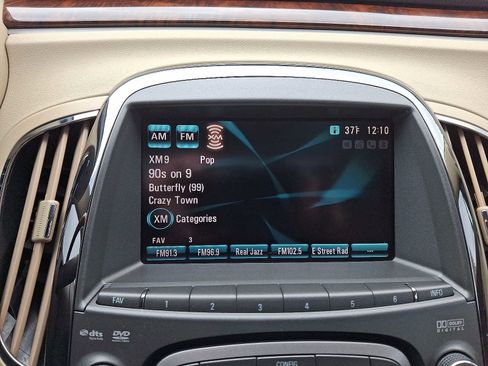 AM FM XM 37°F 12:10
XM9 Pop
90s on 9
Butterfly (99)
Crazy Town
XM Categories
FAV 3
FM91.3 FM96.9 Real Jazz FM102.5 E Street Rad ...
FAV 1 2 3 4 5 6 INFO
dts DVD DOLBY DIGITAL
CONFIG